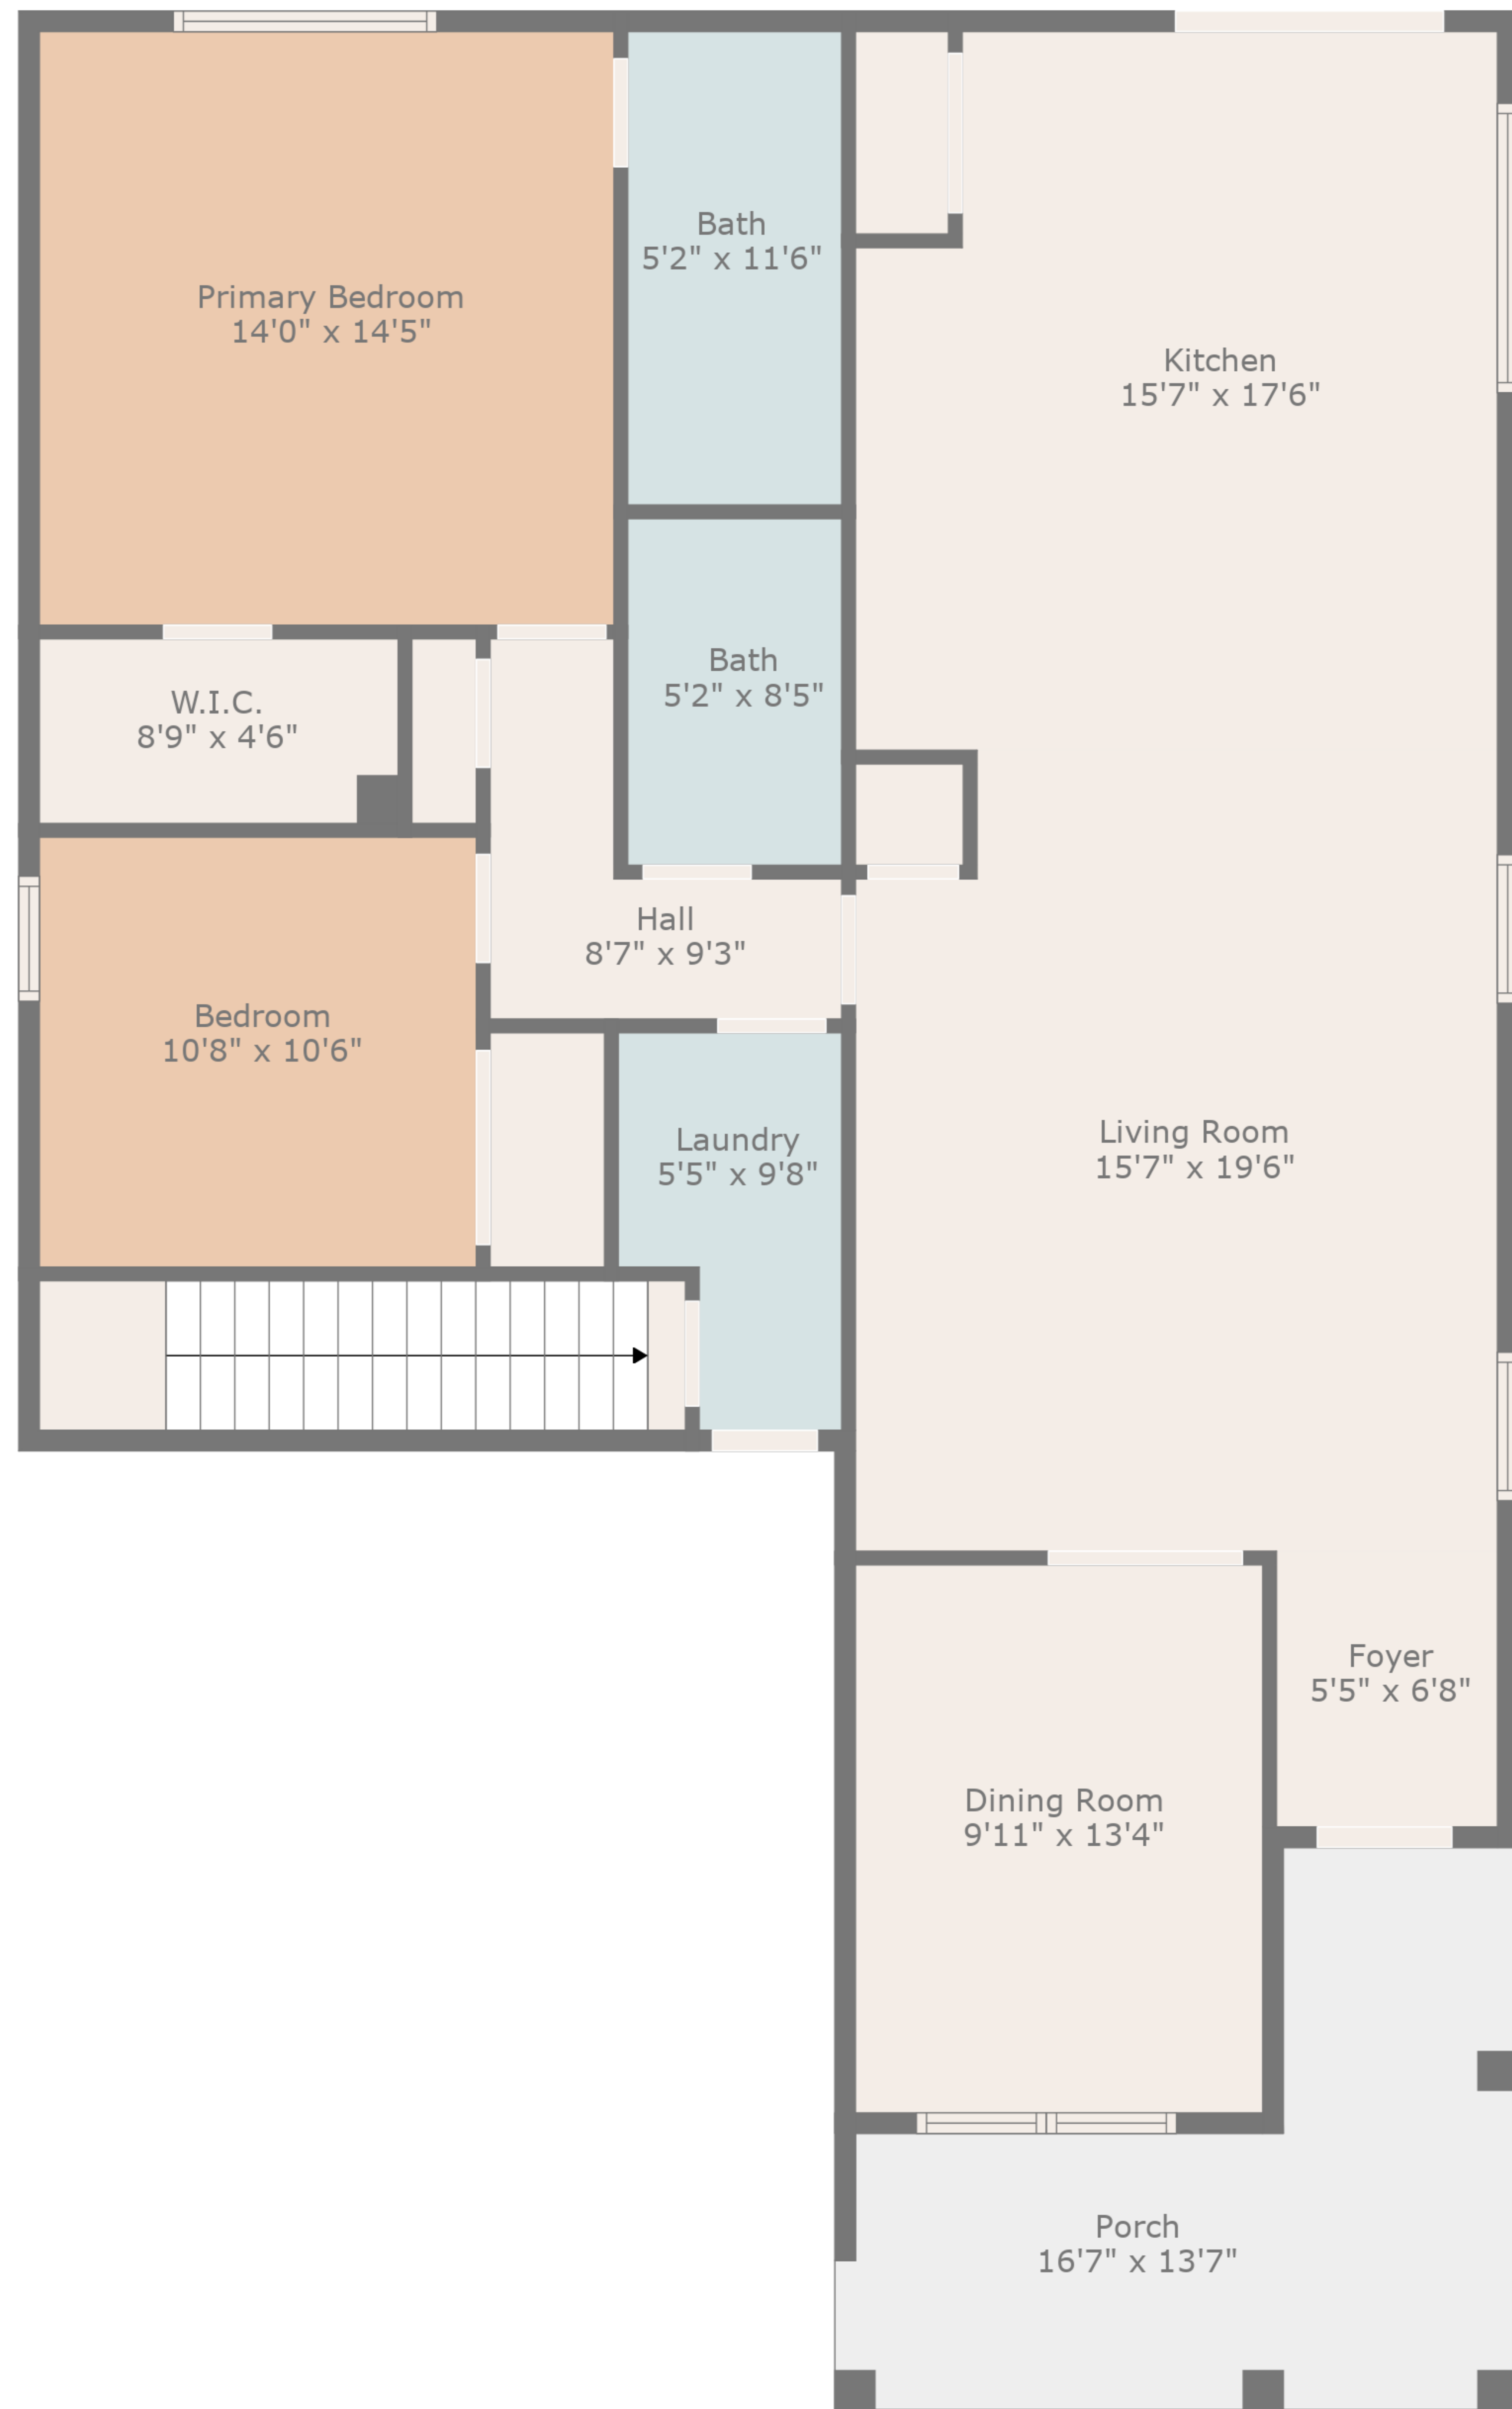 Bath
5'2" x 11'6"
Primary Bedroom
14'0" x 14'5"
Kitchen
15'7" x 17'6"
Bath
5'2" x 8'5"
W.I.C.
8'9" x 4'6"
Hall
8'7" x 9'3"
Bedroom
10'8" x 10'6"
Laundry
5'5" x 9'8"
Living Room
15'7" x 19'6"
Foyer
5'5" x 6'8"
Dining Room
9'11" x 13'4"
Porch
16'7" x 13'7"